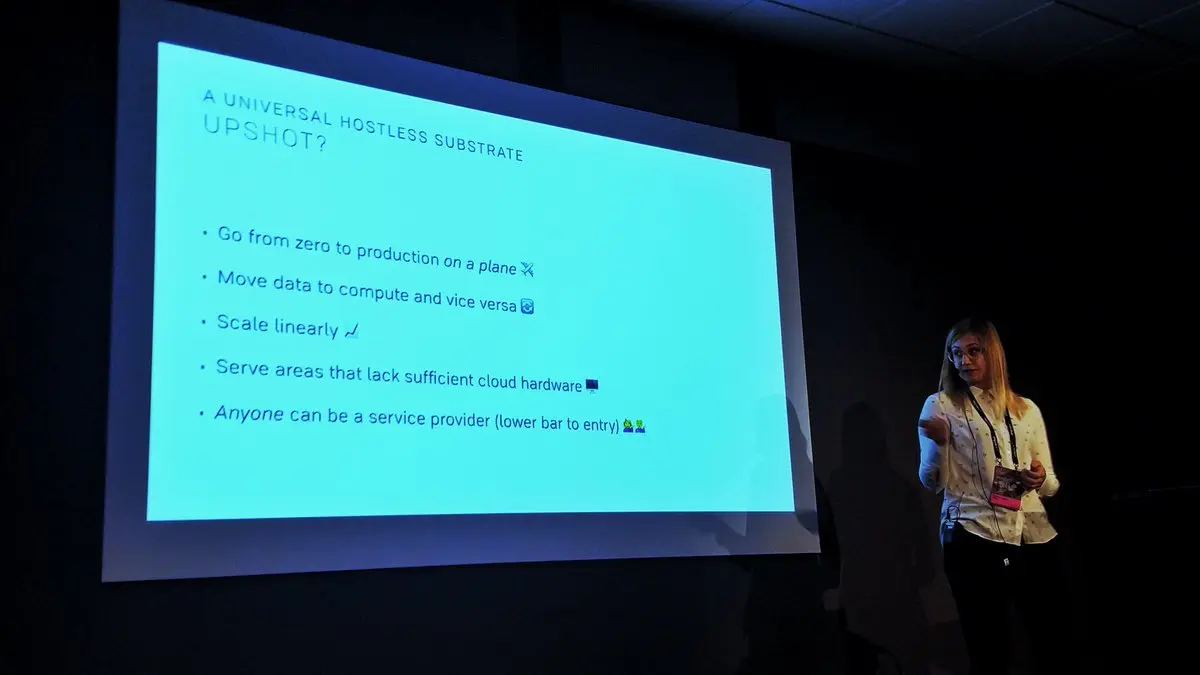 A UNIVERSAL HOSTLESS SUBSTRATE
UPSHOT?
• Go from zero to production on a plane ✈
• Move data to compute and vice versa 🔄
• Scale linearly 📈
• Serve areas that lack sufficient cloud hardware 🖥
• Anyone can be a service provider (lower bar to entry) 💁‍♀️💁‍♂️